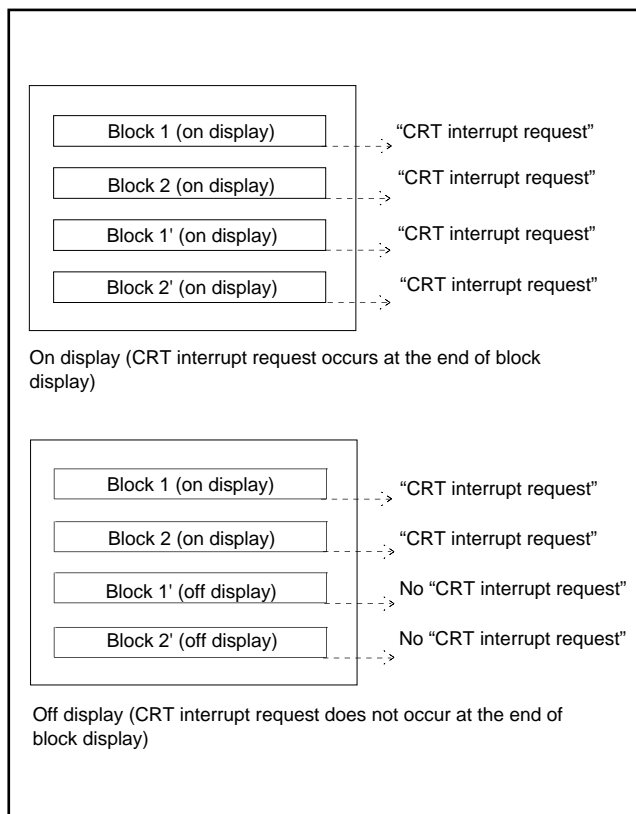 Block 1 (on display)
“CRT interrupt request”
Block 2 (on display)
“CRT interrupt request”
Block 1' (on display)
“CRT interrupt request”
Block 2' (on display)
“CRT interrupt request”
On display (CRT interrupt request occurs at the end of block
display)
Block 1 (on display)
“CRT interrupt request”
Block 2 (on display)
“CRT interrupt request”
Block 1' (off display)
No “CRT interrupt request”
Block 2' (off display)
No “CRT interrupt request”
Off display (CRT interrupt request does not occur at the end of
block display)